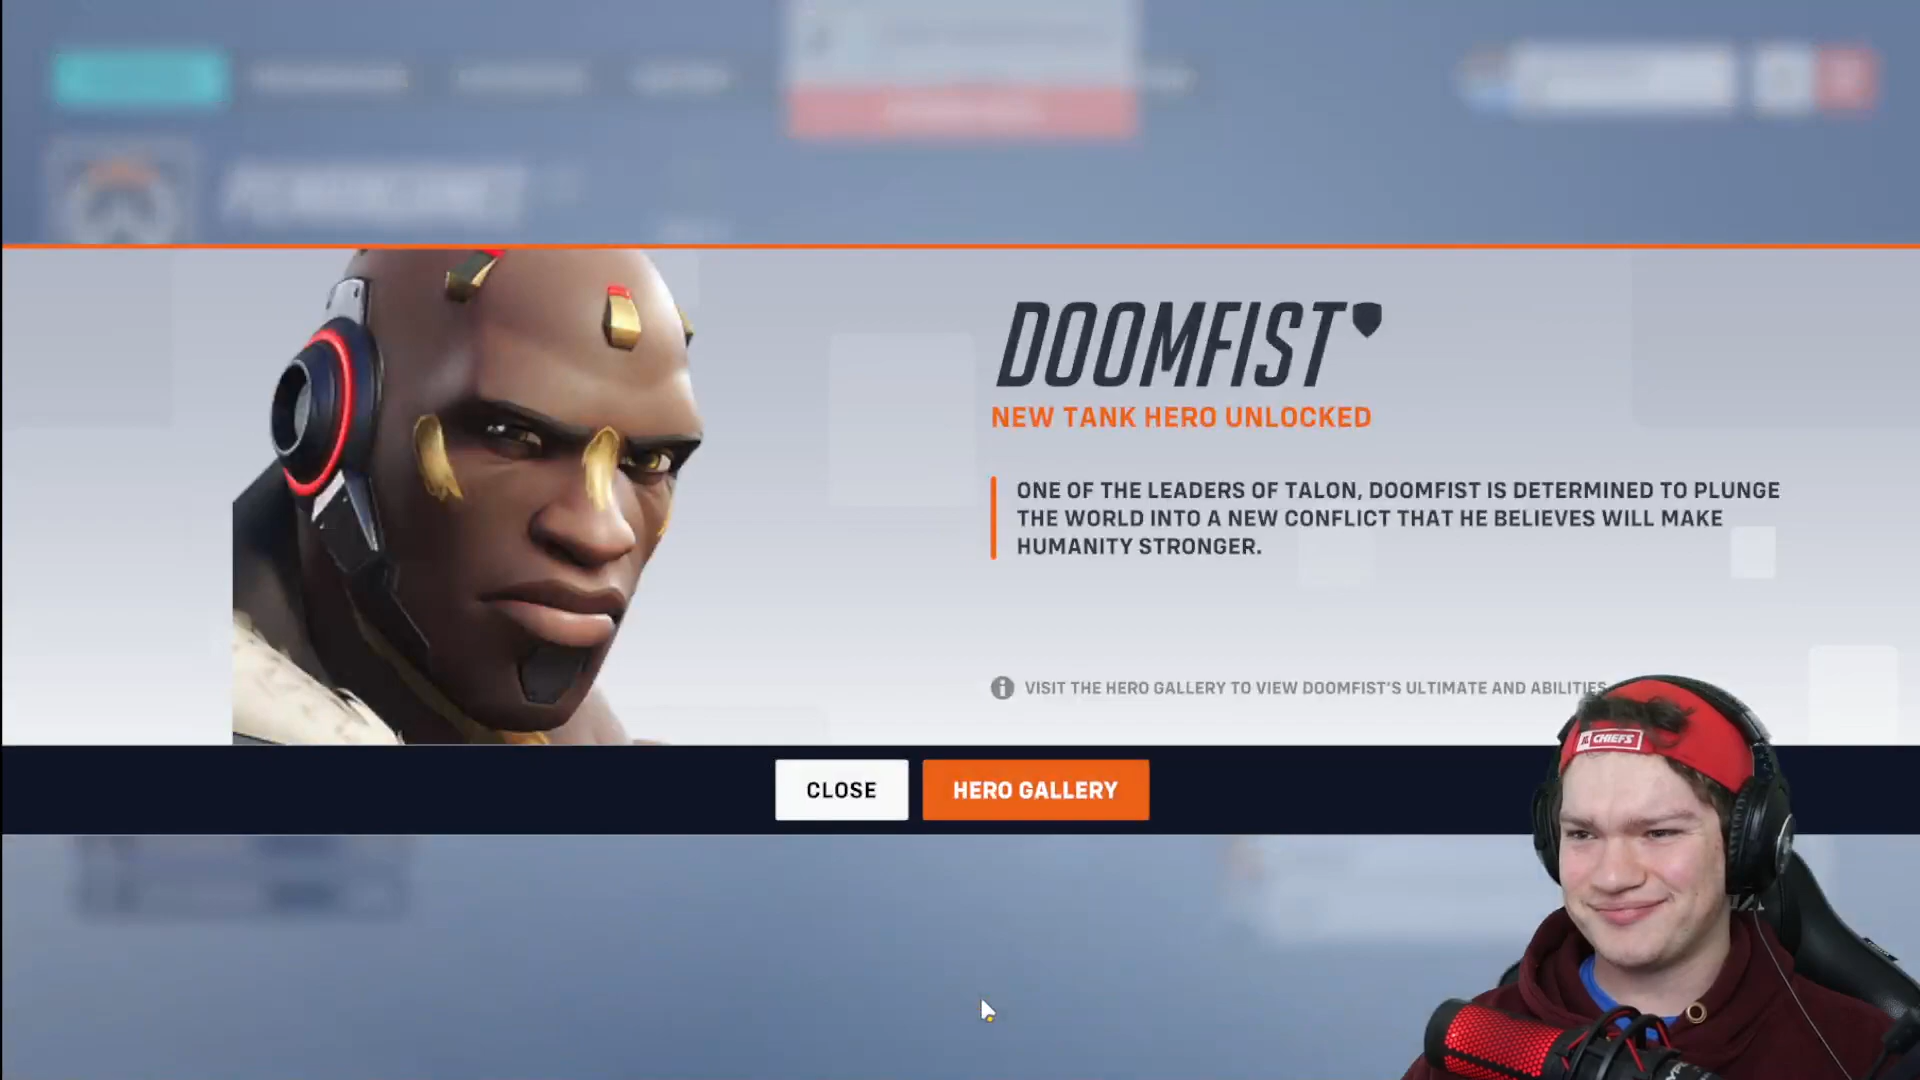 DOOMFIST
NEW TANK HERO UNLOCKED
ONE OF THE LEADERS OF TALON, DOOMFIST IS DETERMINED TO PLUNGE
THE WORLD INTO A NEW CONFLICT THAT HE BELIEVES WILL MAKE
HUMANITY STRONGER.
VISIT THE HERO GALLERY TO VIEW DOOMFIST'S ULTIMATE AND ABILITIES
CHIEFS
CLOSE
HERO GALLERY